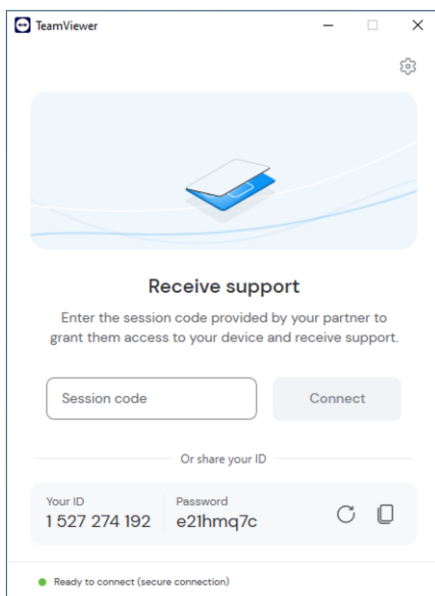 TeamViewer
Receive support
Enter the session code provided by your partner to
grant them access to your device and receive support.
Session code
Connect
Or share your ID
Your ID
Password
1 527 274 192
e21hmq7c
Ready to connect (secure connection)